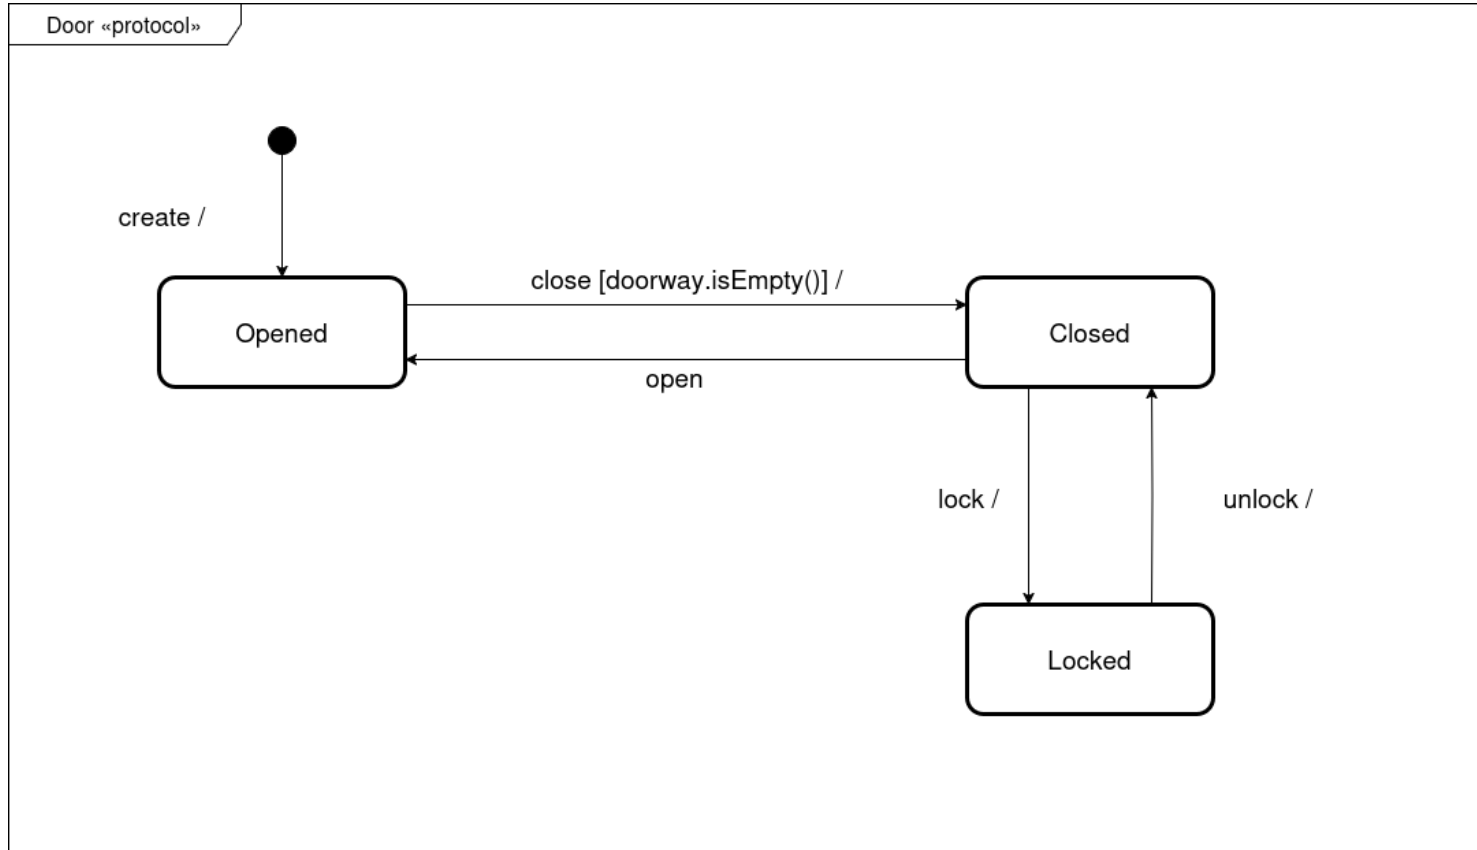 Door «protocol»
create /
close [doorway.isEmpty()] /
Opened
Closed
open
lock /
unlock /
Locked